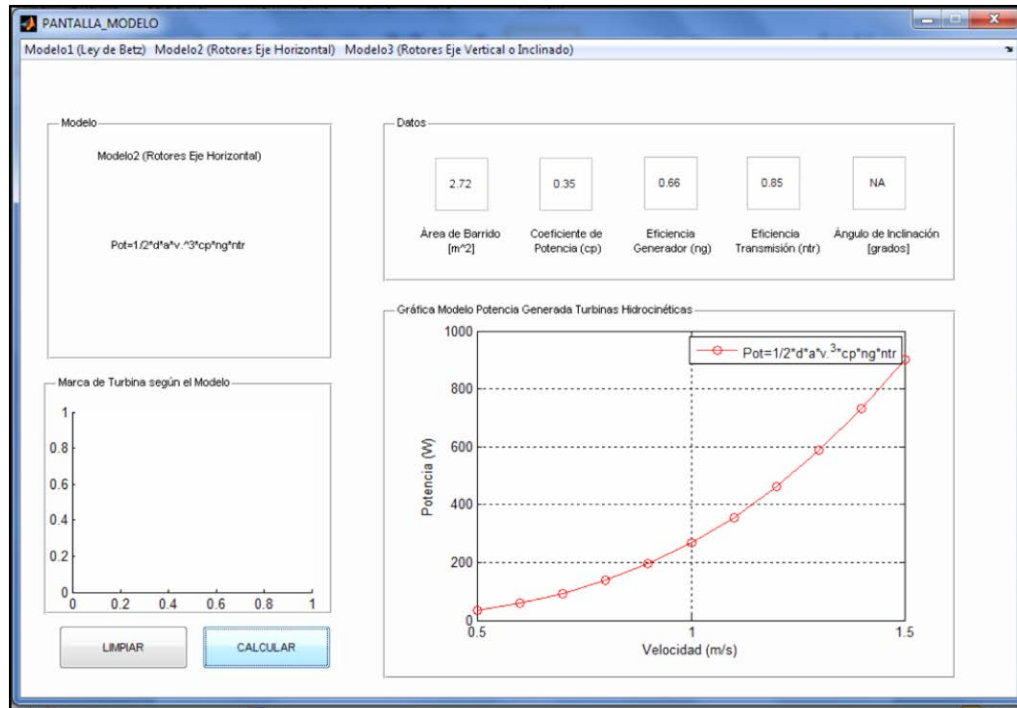 PANTALLA_MODELO
Modelo1 (Ley de Betz) Modelo2 (Rotores Eje Horizontal) Modelo3 (Rotores Eje Vertical o Inclinado)
Modelo
Modelo2 (Rotores Eje Horizontal)
Pot=1/2*d*a*v.^3*cp*ng*ntr
Datos
2.72 0.35 0.66 0.85 NA
Área de Barrido [m^2]
Coeficiente de Potencia (cp)
Eficiencia Generador (ng)
Eficiencia Transmisión (ntr)
Ángulo de Inclinación [grados]
Marca de Turbina según el Modelo
1
0.8
0.6
0.4
0.2
0
0 0.2 0.4 0.6 0.8 1
LIMPIAR CALCULAR
Gráfica Modelo Potencia Generada Turbinas Hidrocinéticas
Pot=1/2*d*a*v.^3*cp*ng*ntr
1000
800
600
400
200
0
Potencia (W)
0.5 1 1.5
Velocidad (m/s)